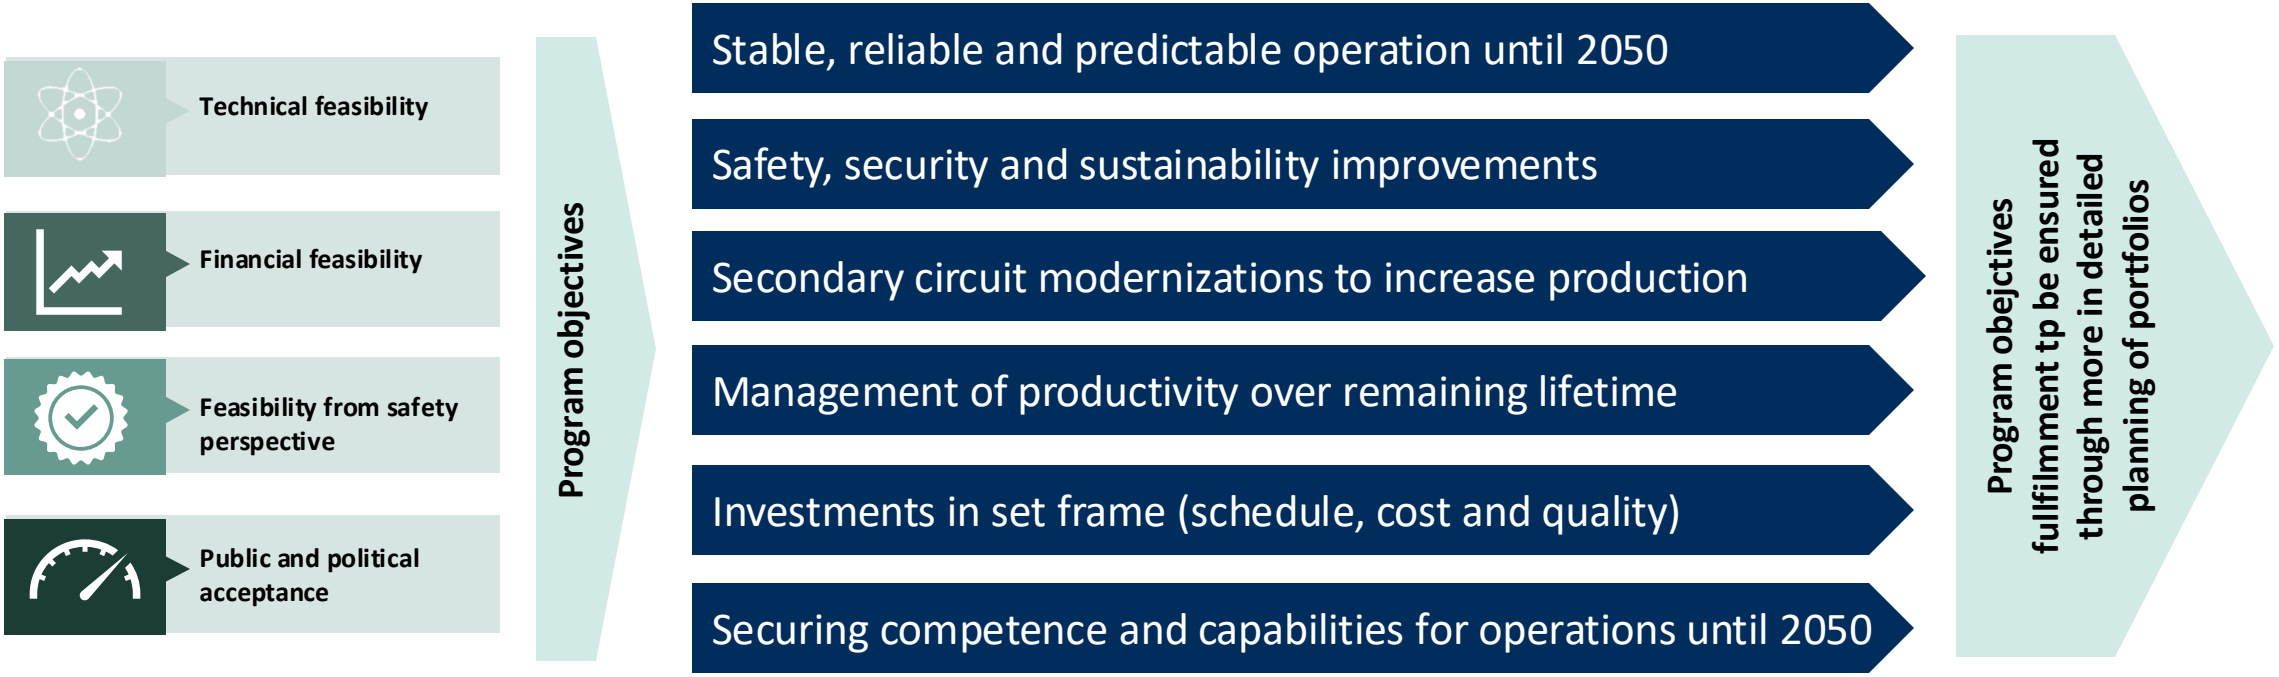 Technical feasibility
Financial feasibility
Feasibility from safety
perspective
Public and political
acceptance
Program objectives
Stable, reliable and predictable operation until 2050
Safety, security and sustainability improvements
Secondary circuit modernizations to increase production
Management of productivity over remaining lifetime
Investments in set frame (schedule, cost and quality)
Securing competence and capabilities for operations until 2050
Program obejectives
fullfilmment tp be ensured
through more in detailed
planning of portfolios